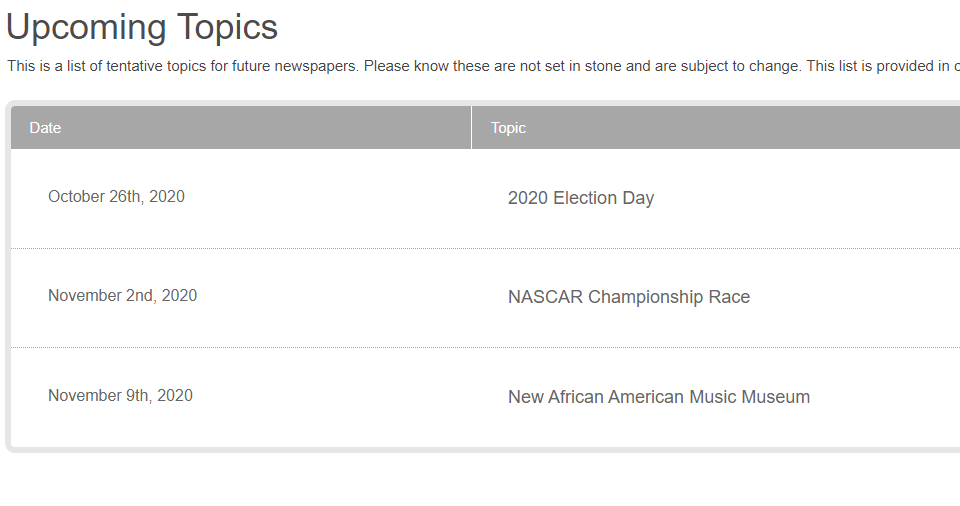 Upcoming Topics
This is a list of tentative topics for future newspapers. Please know these are not set in stone and are subject to change. This list is provided in
Date Topic
October 26th, 2020 2020 Election Day
November 2nd, 2020 NASCAR Championship Race
November 9th, 2020 New African American Music Museum